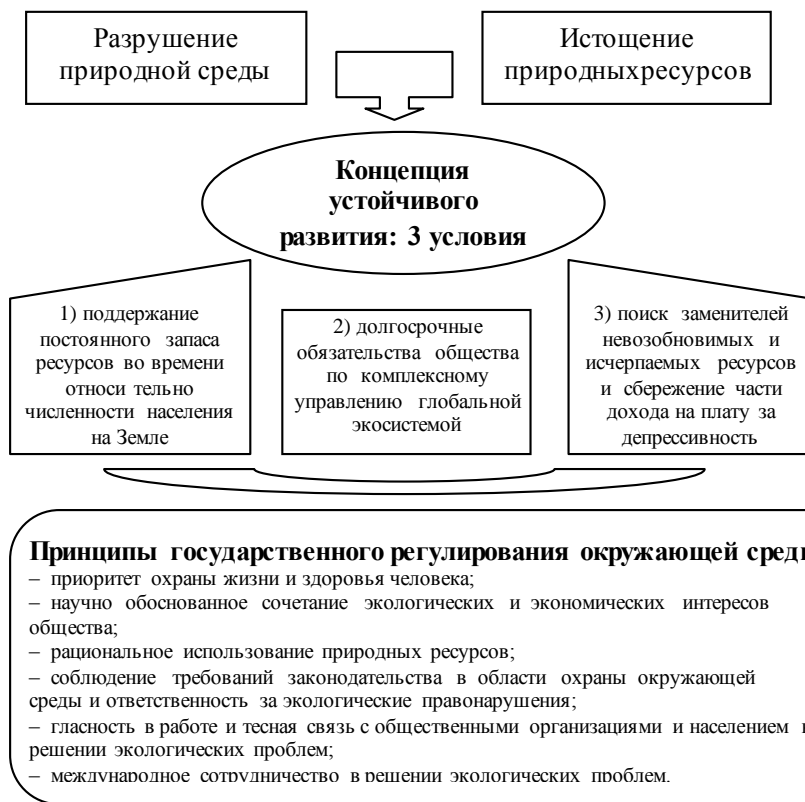 Разрушение
природной среды
Истощение
природныхресурсов
Концепция
устойчивого
развития: 3 условия
1) поддержание
постоянного запаса
ресурсов во времени
относи тельно
численности населения
на Земле
2) долгосрочные
обязательства общества
по комплексному
управлению глобальной
экосистемой
3) поиск заменителей
невозобновимых и
исчерпаемых ресурсов
и сбережение части
дохода на плату за
депрессивность
Принципы государственного регулирования окружающей сред
– приоритет охраны жизни и здоровья человека;
– научно обоснованное сочетание экологических и экономических интересов
общества;
– рациональное использование природных ресурсов;
– соблюдение требований законодательства в области охраны окружающей
среды и ответственность за экологические правонарушения;
– гласность в работе и тесная связь с общественными организациями и населением
решении экологических проблем;
– международное сотрудничество в решении экологических проблем.